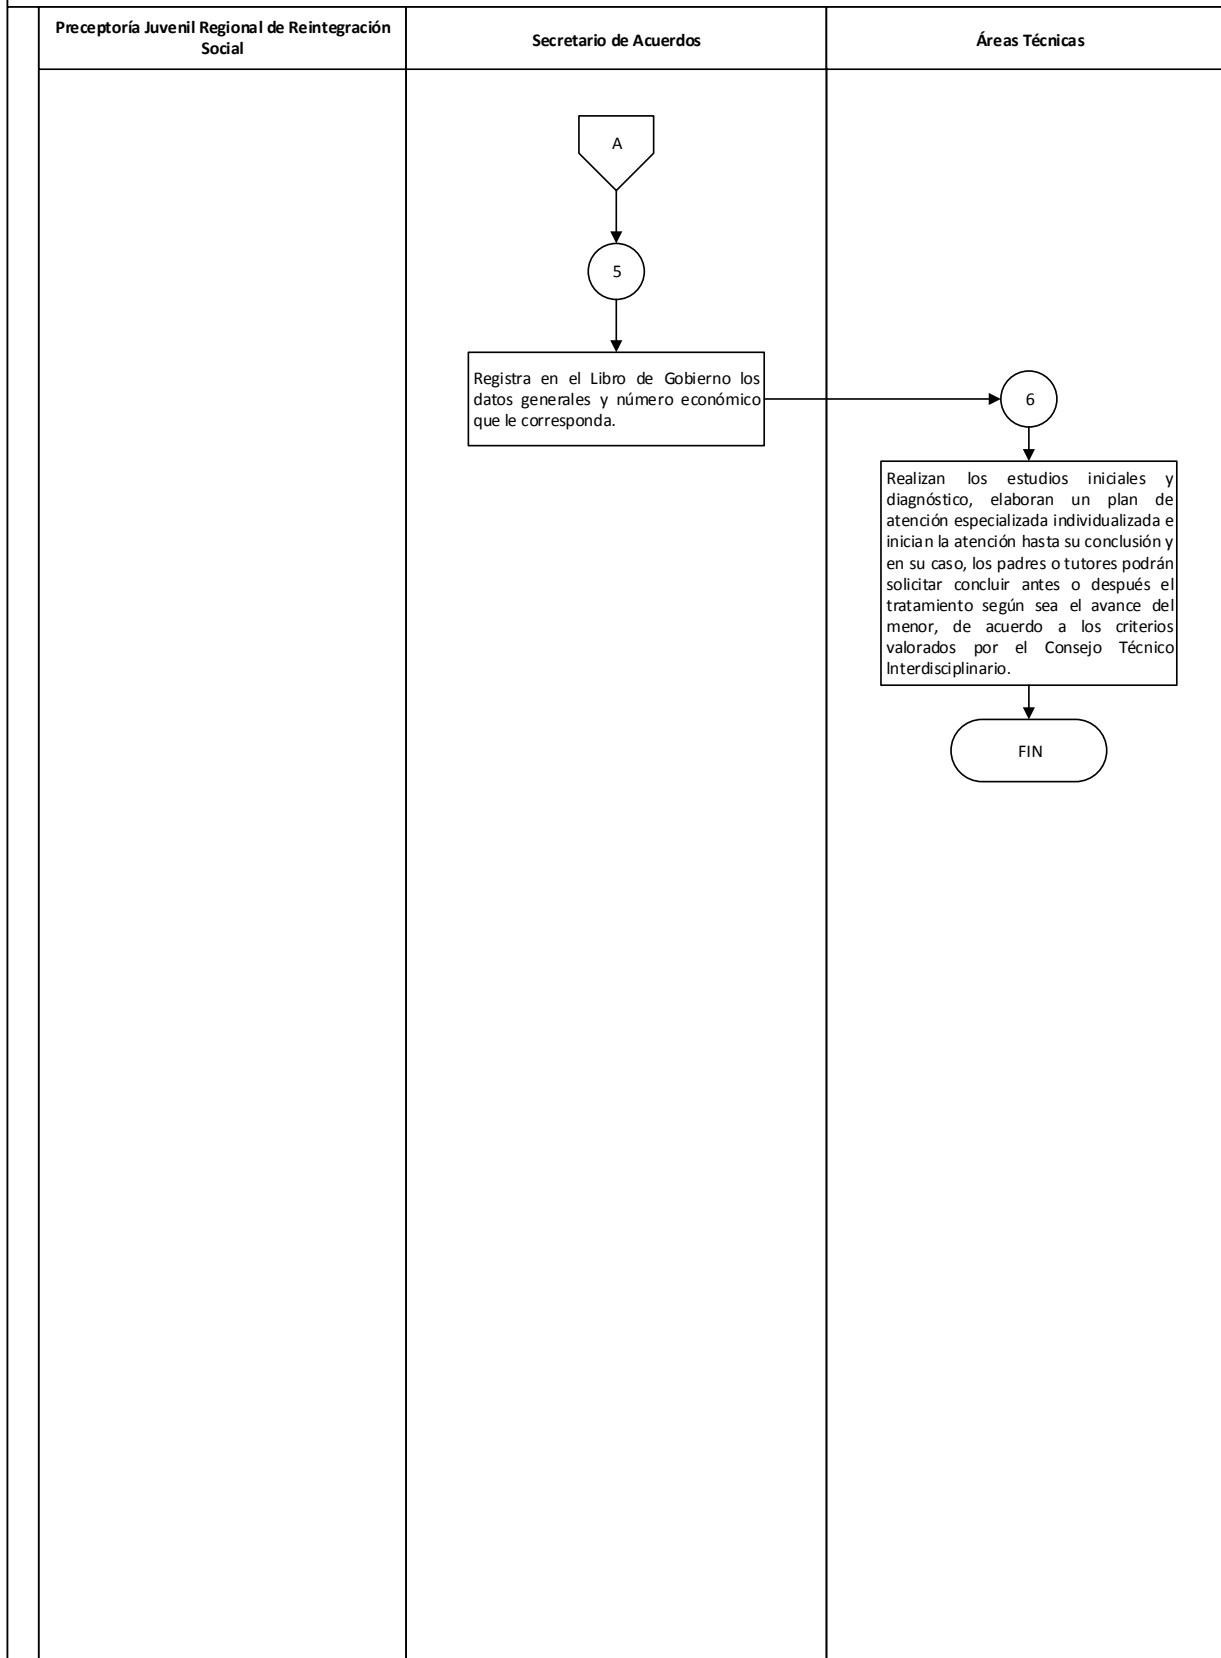 Preceptoría Juvenil Regional de Reintegración
Social
Secretario de Acuerdos
Áreas Técnicas
A
5
Registra en el Libro de Gobierno los
datos generales y número económico
que le corresponda.
6
Realizan los estudios iniciales y
diagnóstico, elaboran un plan de
atención especializada individualizada e
inician la atención hasta su conclusión y
en su caso, los padres o tutores podrán
solicitar concluir antes o después el
tratamiento según sea el avance del
menor, de acuerdo a los criterios
valorados por el Consejo Técnico
Interdisciplinario.
FIN